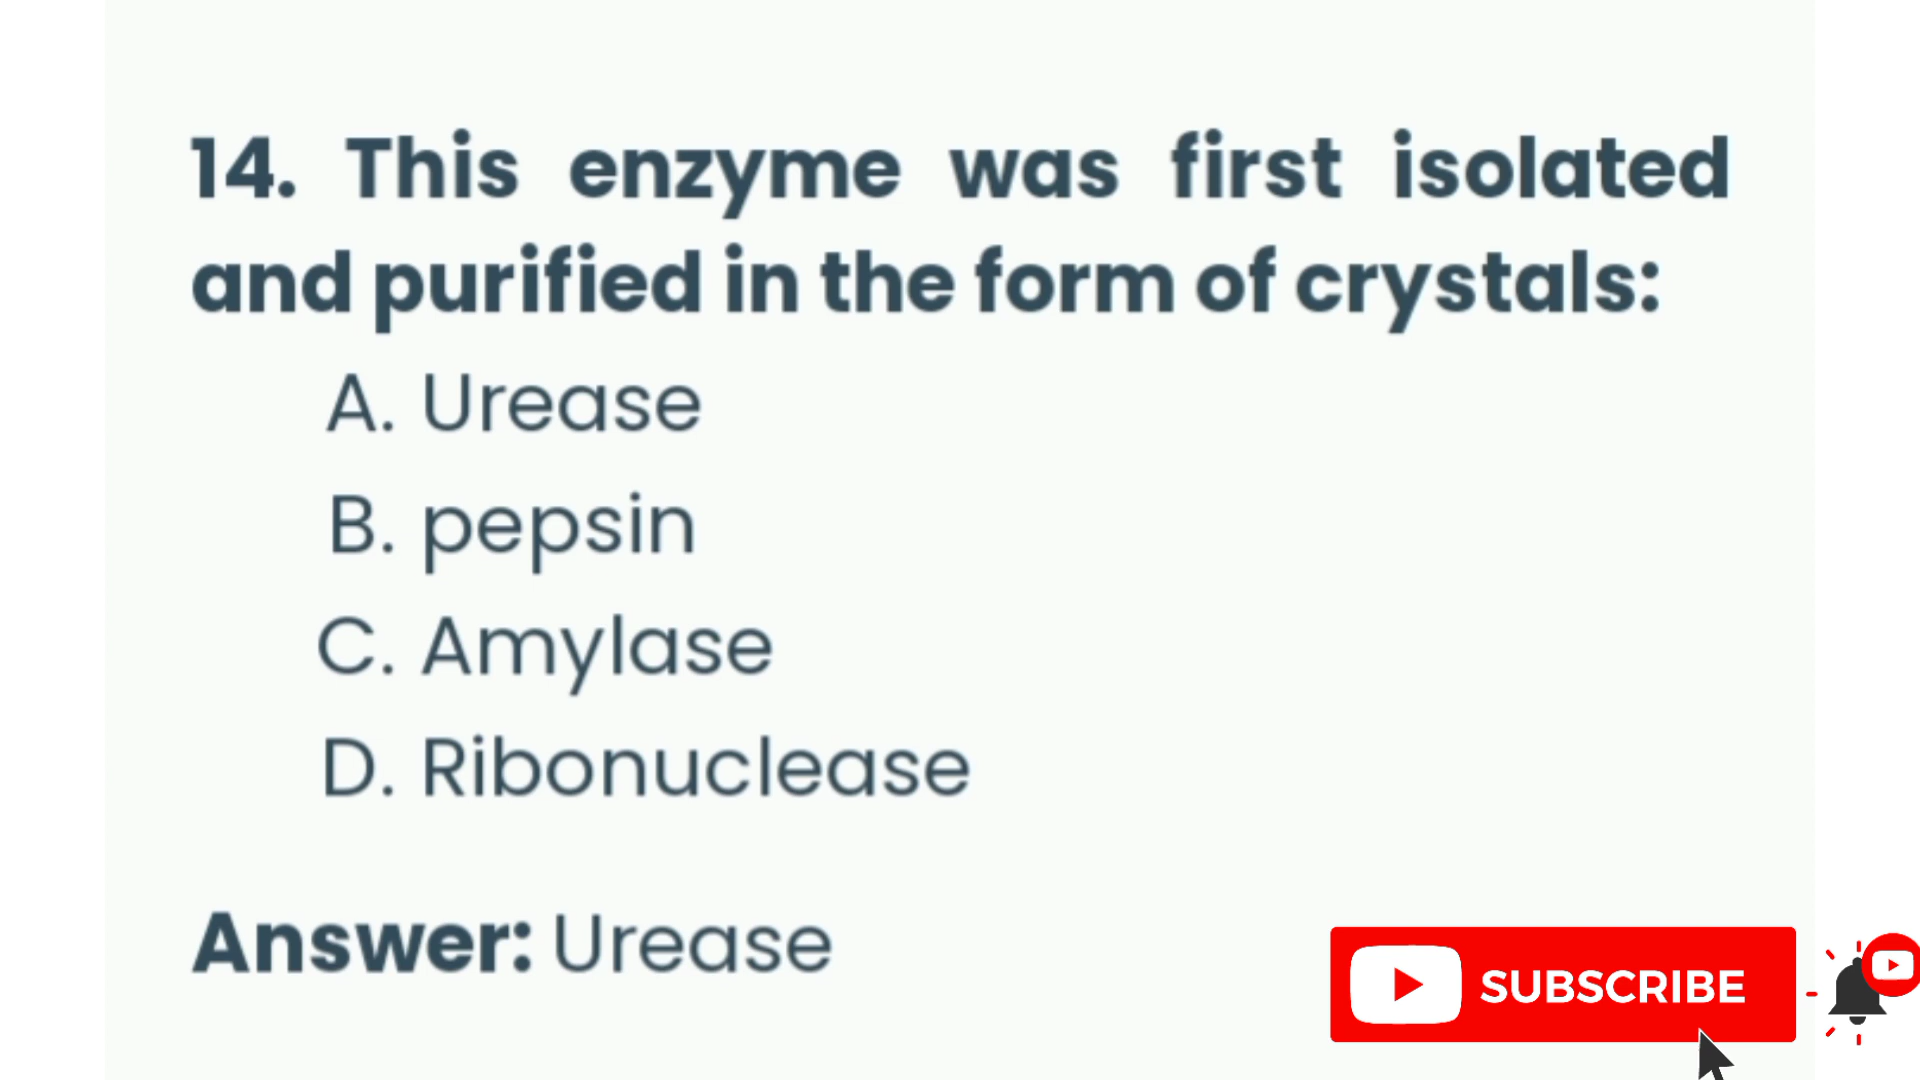 14. This enzyme was first isolated
and purified in the form of crystals:
A. Urease
B. pepsin
C. Amylase
D. Ribonuclease
Answer: Urease
SUBSCRIBE